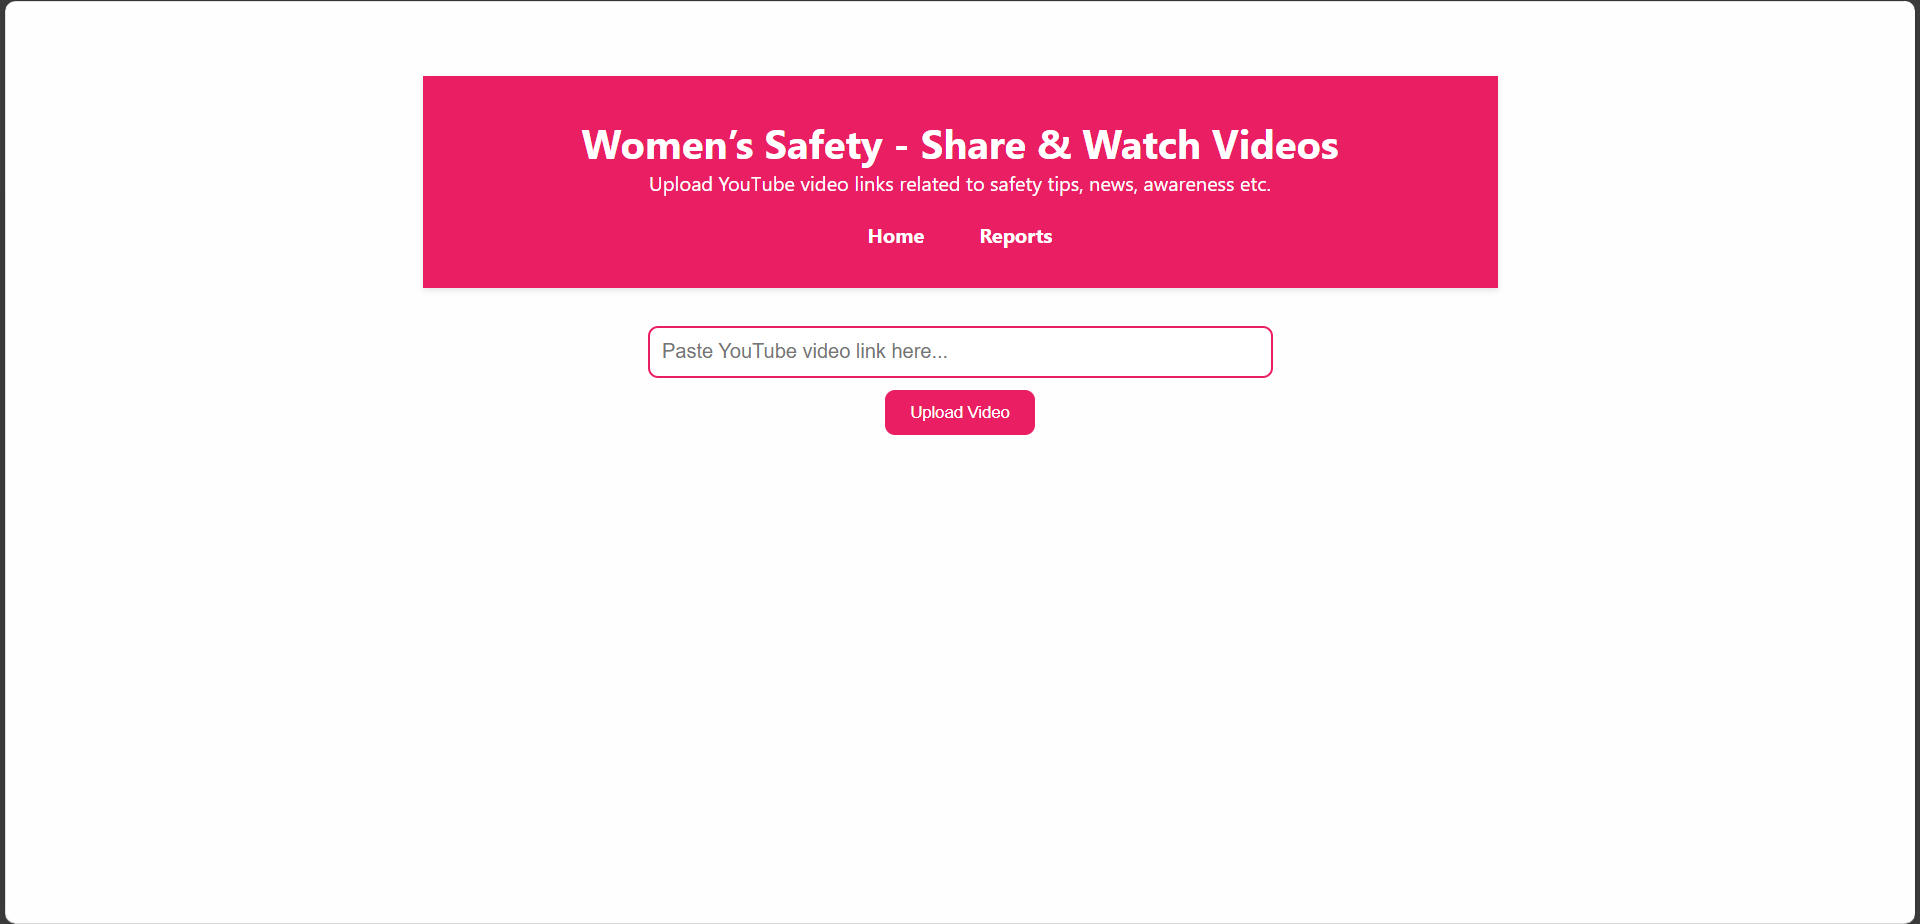 Women’s Safety - Share & Watch Videos
Upload YouTube video links related to safety tips, news, awareness etc.
Home Reports
Paste YouTube video link here...
Upload Video